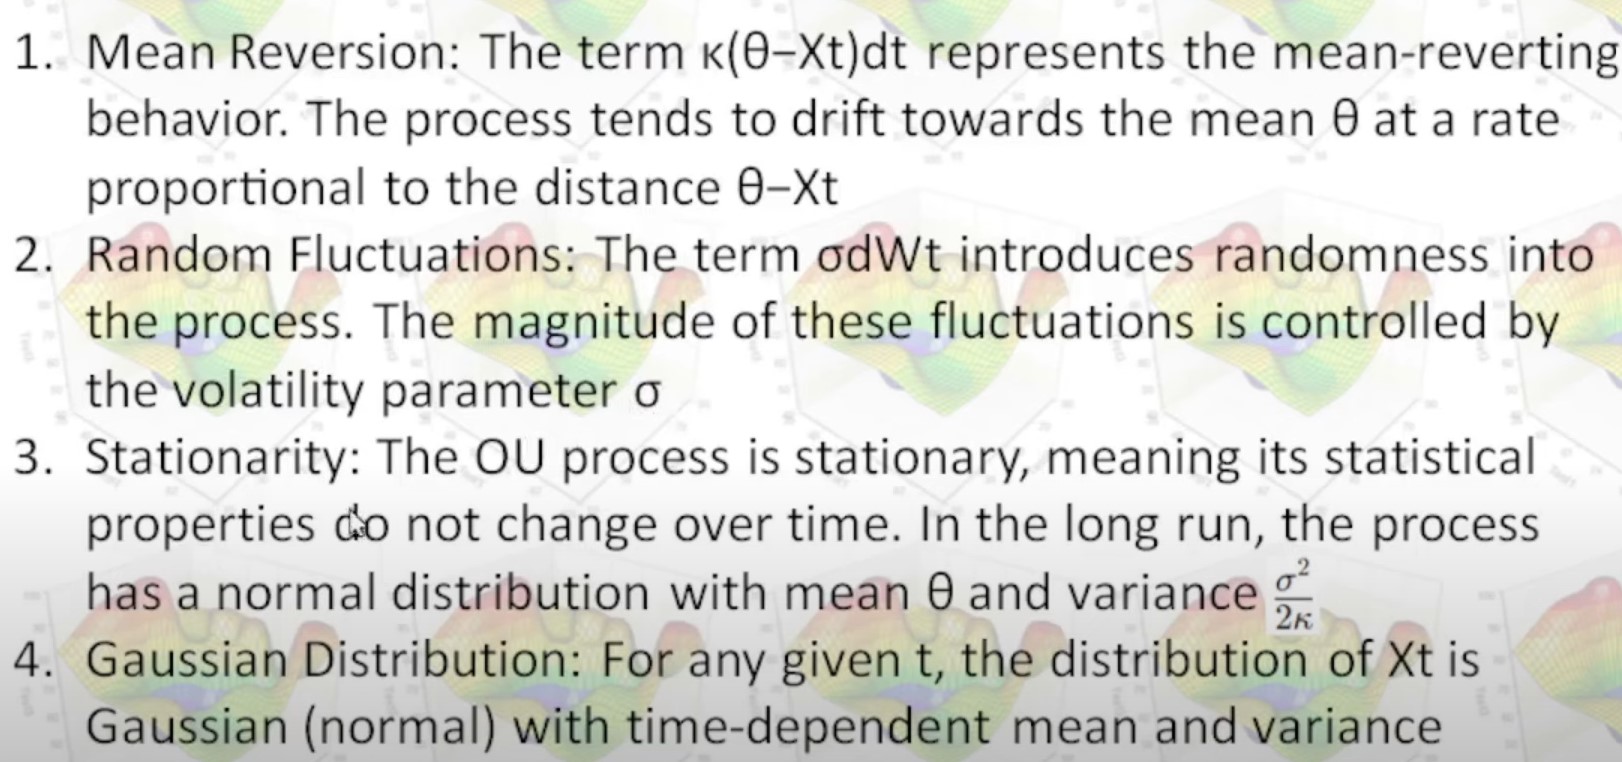 1. Mean Reversion: The term κ(θ–Xt)dt represents the mean-reverting
behavior. The process tends to drift towards the mean θ at a rate
proportional to the distance θ–Xt
2. Random Fluctuations: The term σdWt introduces randomness into
the process. The magnitude of these fluctuations is controlled by
the volatility parameter σ
3. Stationarity: The OU process is stationary, meaning its statistical
properties do not change over time. In the long run, the process
has a normal distribution with mean θ and variance σ²/2κ
4. Gaussian Distribution: For any given t, the distribution of Xt is
Gaussian (normal) with time-dependent mean and variance